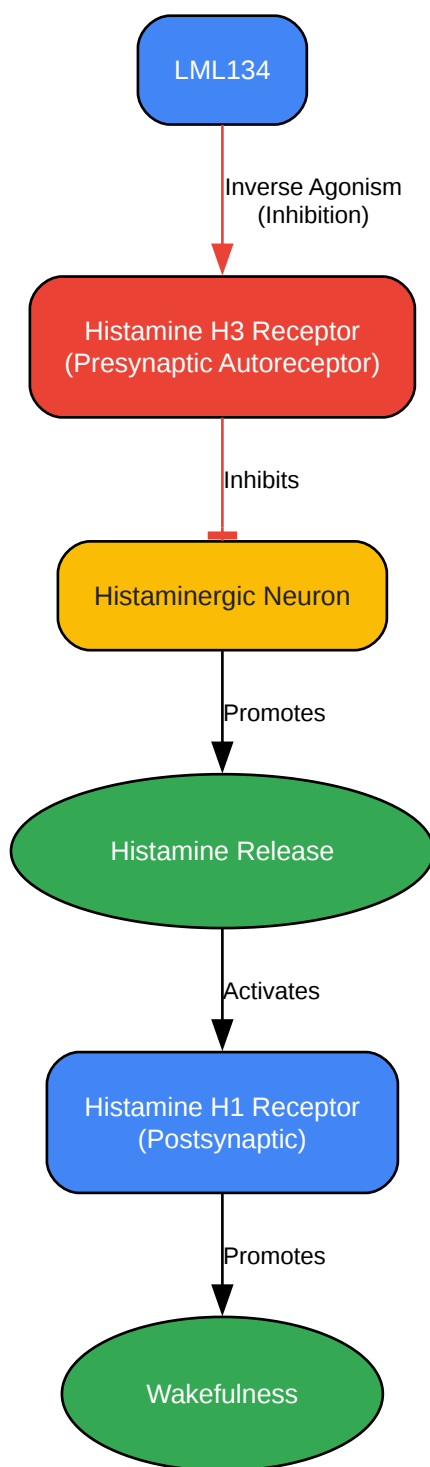 LML134
Inverse Agonism
(Inhibition)
Histamine H3 Receptor
(Presynaptic Autoreceptor)
Inhibits
Histaminergic Neuron
Promotes
Histamine Release
Activates
Histamine H1 Receptor
(Postsynaptic)
Promotes
Wakefulness